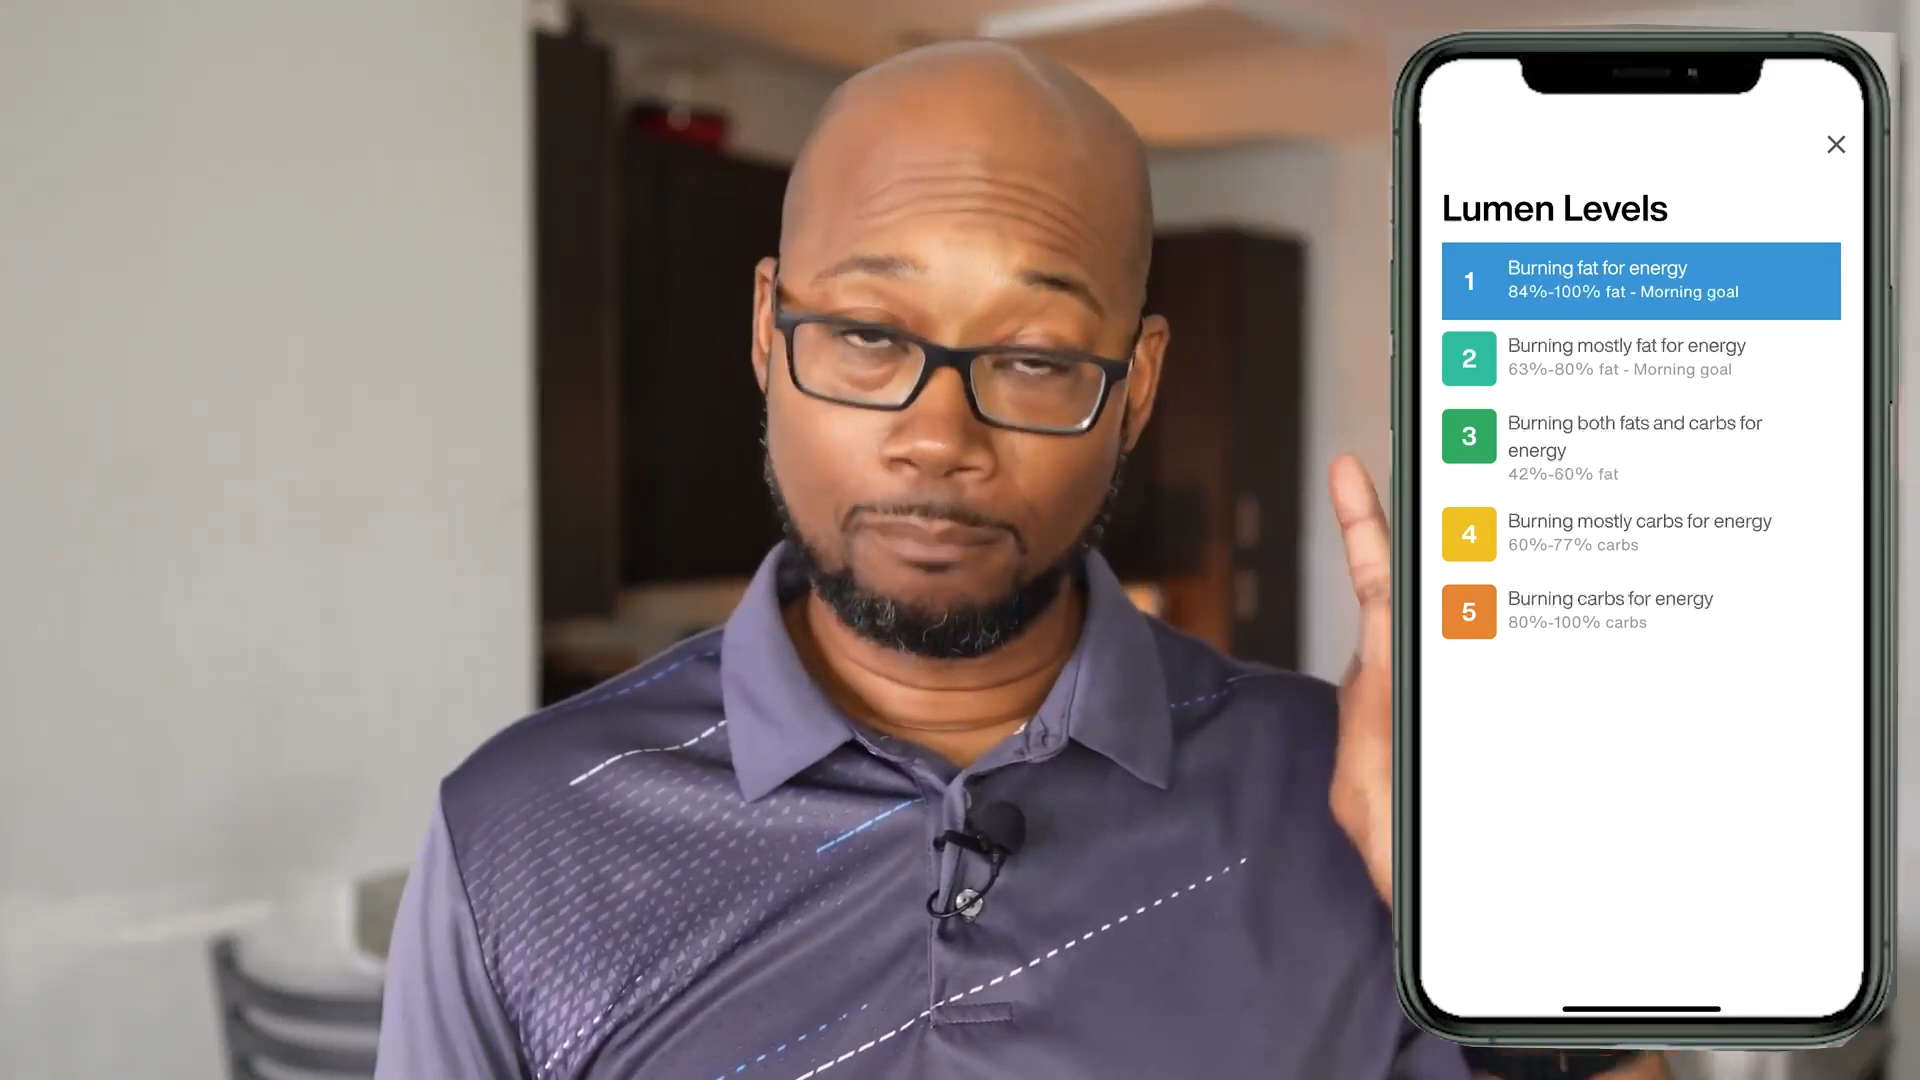 Lumen Levels
1
Burning fat for energy
84%-100% fat - Morning goal
2
Burning mostly fat for energy
63%-80% fat - Morning goal
3
Burning both fats and carbs for
energy
42%-60% fat
4
Burning mostly carbs for energy
60%-77% carbs
5
Burning carbs for energy
80%-100% carbs